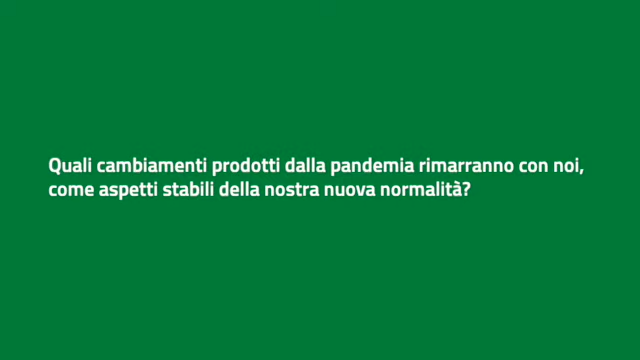 Quali cambiamenti prodotti dalla pandemia rimarranno con noi,
come aspetti stabili della nostra nuova normalità?